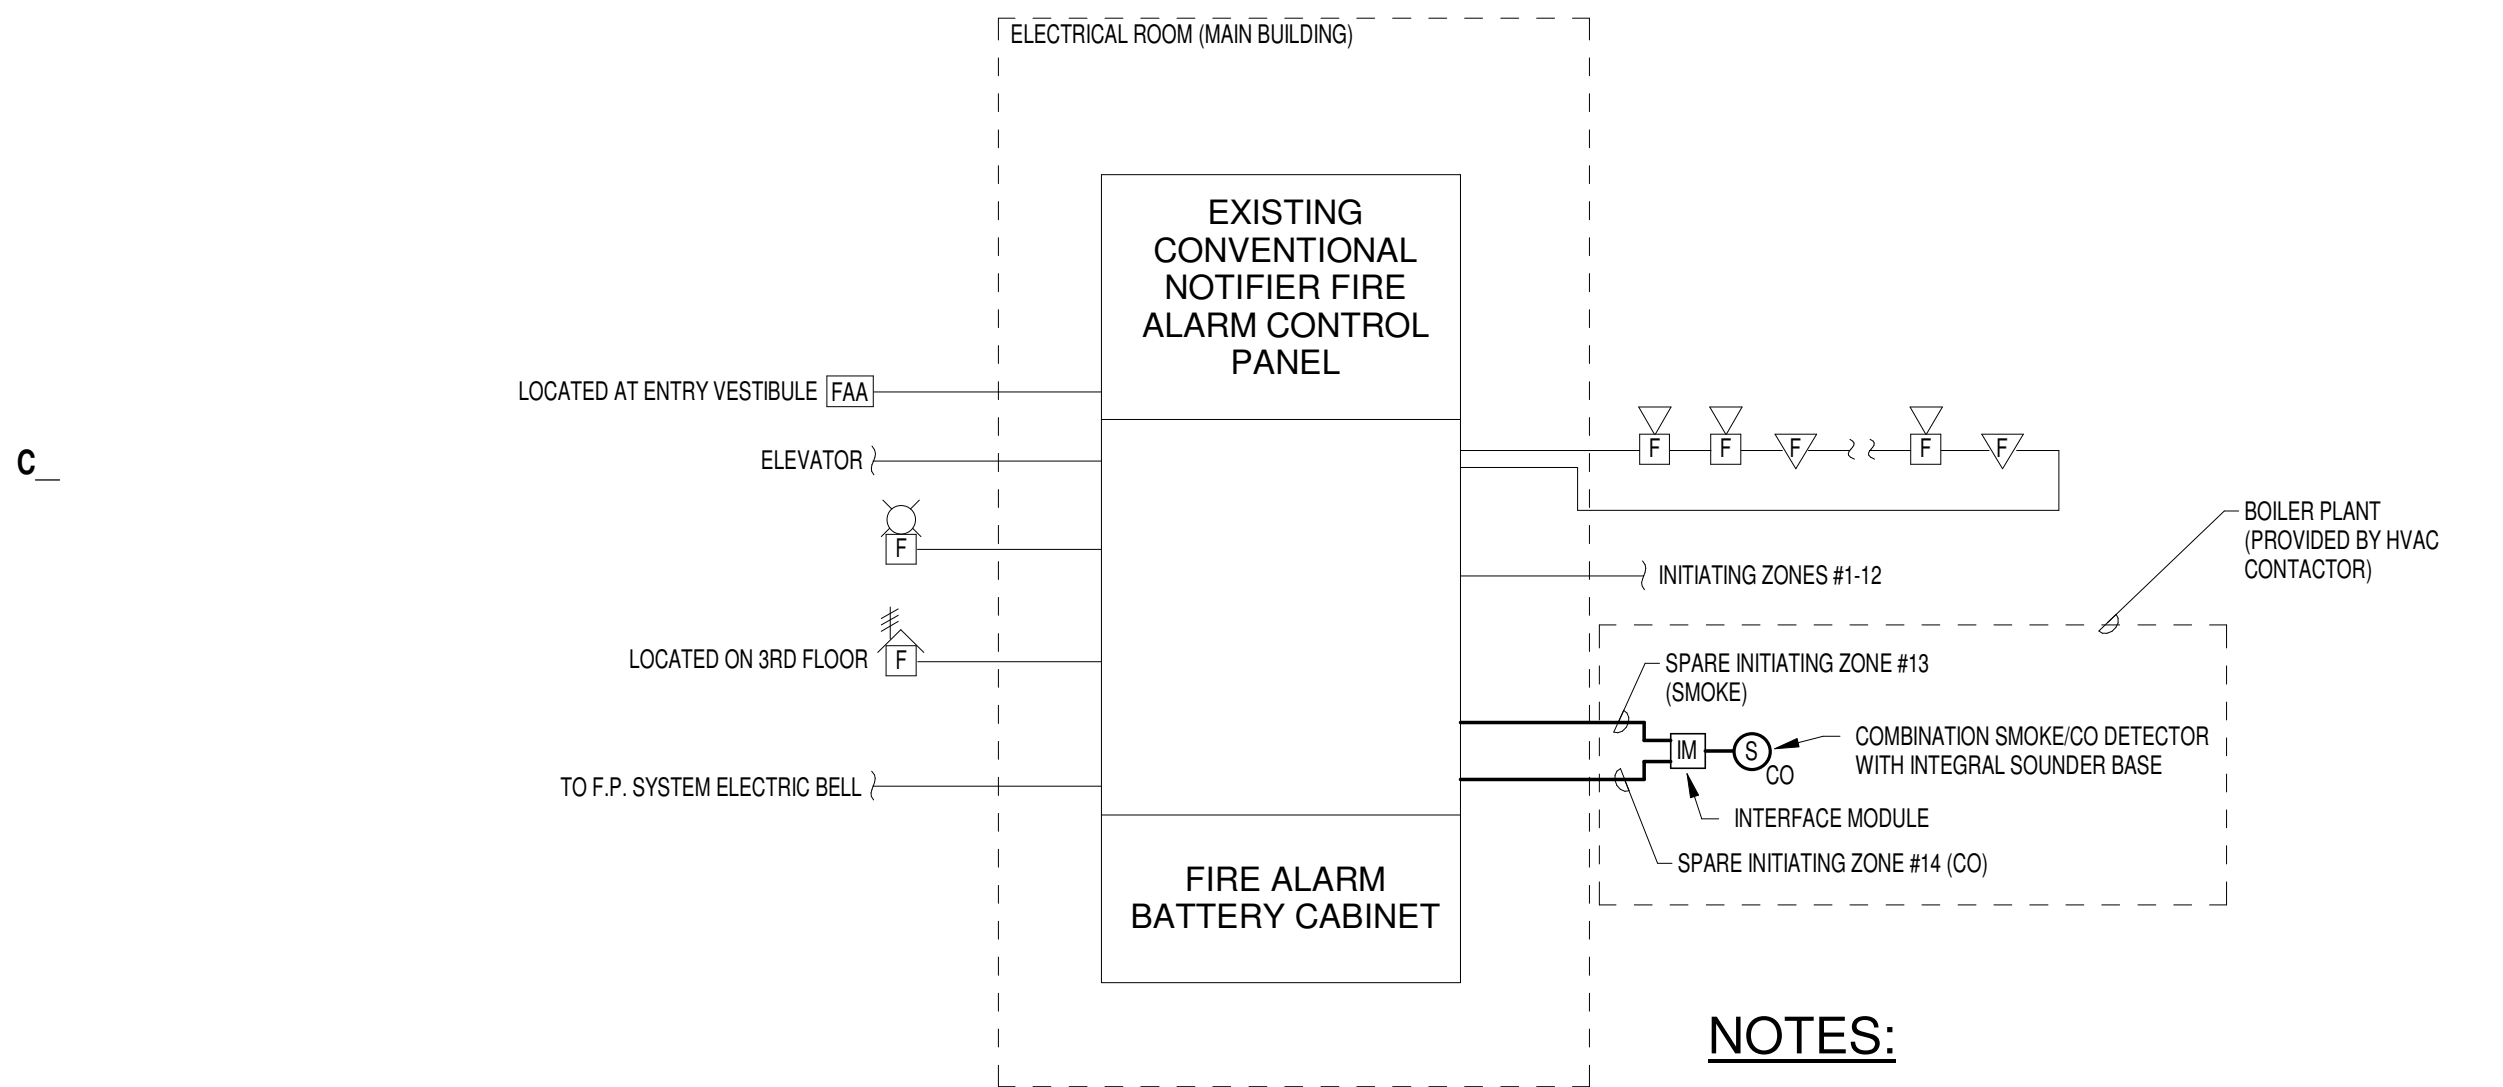 ELECTRICAL ROOM (MAIN BUILDING)
EXISTING
CONVENTIONAL
NOTIFIER FIRE
ALARM CONTROL
PANEL
LOCATED AT ENTRY VESTIBULE FAA
C
ELEVATOR
F
LOCATED ON 3RD FLOOR F
TO F.P. SYSTEM ELECTRIC BELL
FIRE ALARM
BATTERY CABINET
F F F F F
INITIATING ZONES #1-12
BOILER PLANT
(PROVIDED BY HVAC
CONTACTOR)
SPARE INITIATING ZONE #13
(SMOKE)
IM S
CO
COMBINATION SMOKE/CO DETECTOR
WITH INTEGRAL SOUNDER BASE
INTERFACE MODULE
SPARE INITIATING ZONE #14 (CO)
NOTES: